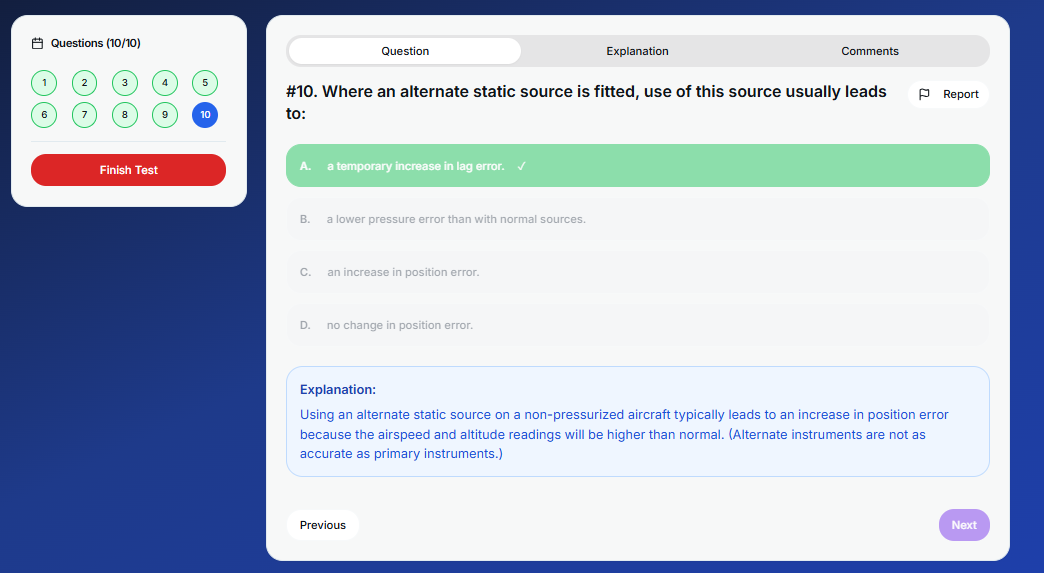 Questions (10/10)
1 2 3 4 5
6 7 8 9 10
Finish Test
Question Explanation Comments
#10. Where an alternate static source is fitted, use of this source usually leads
to:
Report
A. a temporary increase in lag error. ✓
B. a lower pressure error than with normal sources.
C. an increase in position error.
D. no change in position error.
Explanation:
Using an alternate static source on a non-pressurized aircraft typically leads to an increase in position error
because the airspeed and altitude readings will be higher than normal. (Alternate instruments are not as
accurate as primary instruments.)
Previous
Next